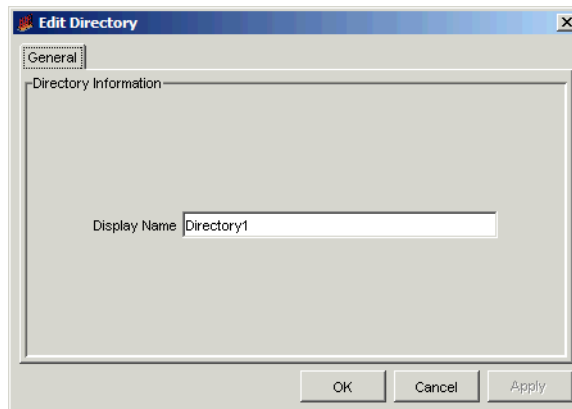 Edit Directory
General
Directory Information
Display Name Directory1
OK Cancel Apply